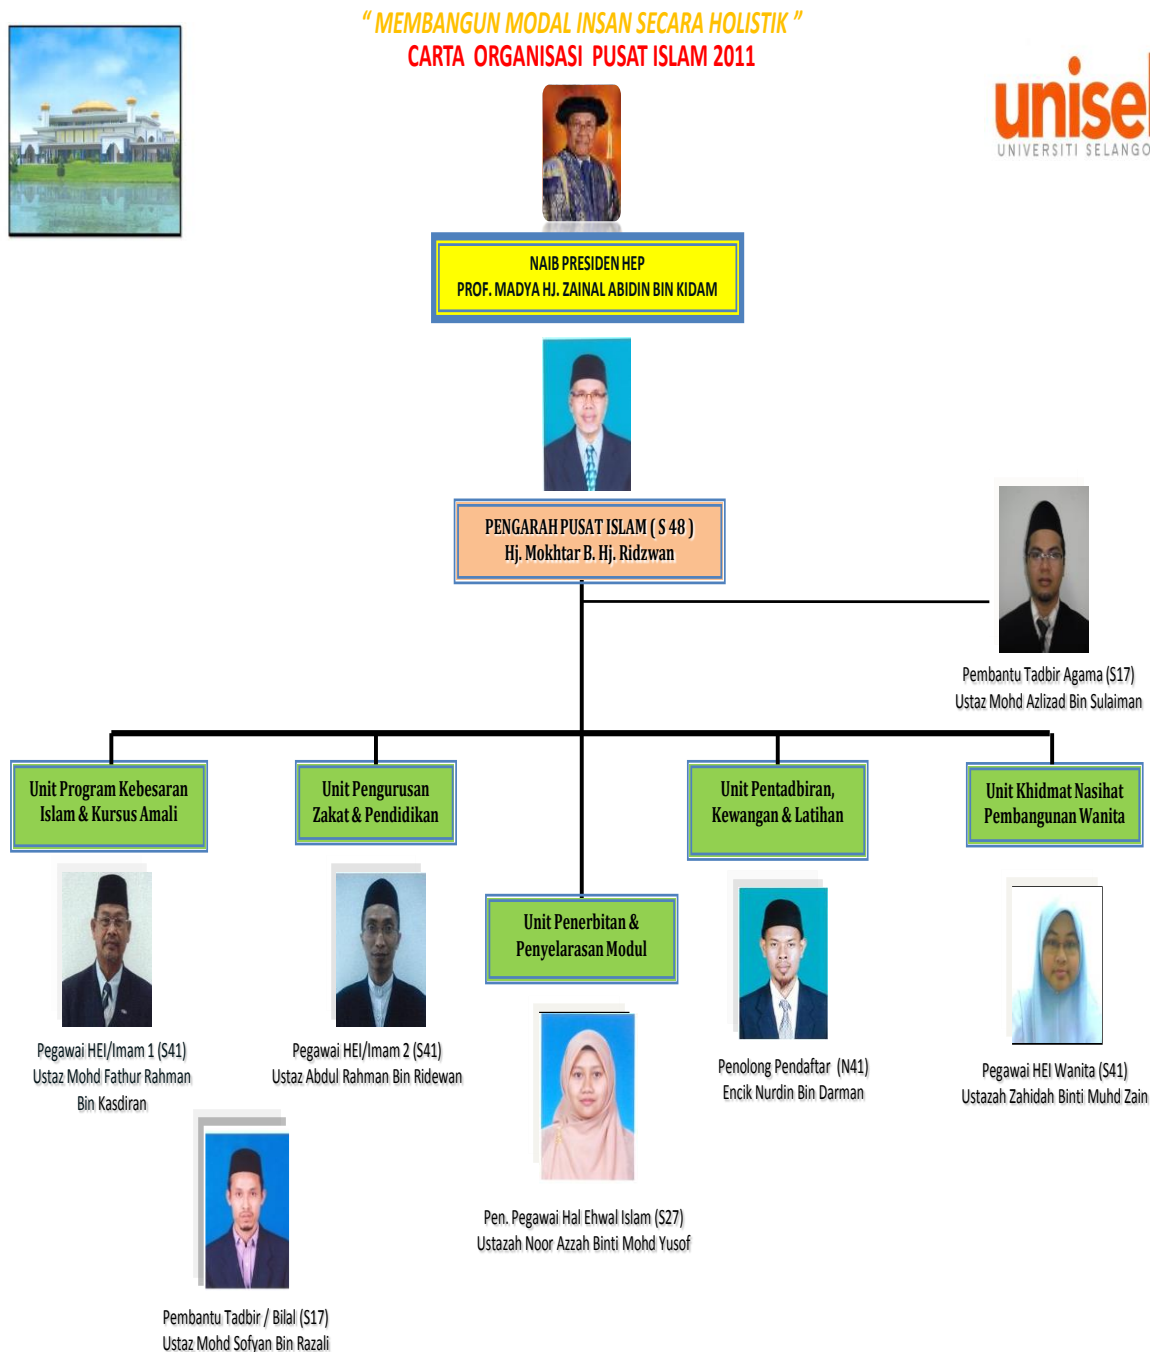 “ MEMBANGUN MODAL INSAN SECARA HOLISTIK ”
CARTA ORGANISASI PUSAT ISLAM 2011
unisel
UNIVERSITI SELANGO
NAIB PRESIDEN HEP
PROF. MADYA HJ. ZAINAL ABIDIN BIN KIDAM
PENGARAH PUSAT ISLAM ( S 48 )
Hj. Mokhtar B. Hj. Ridzwan
Pembantu Tadbir Agama (S17)
Ustaz Mohd Azlizad Bin Sulaiman
Unit Program Kebesaran
Islam & Kursus Amali
Unit Pengurusan
Zakat & Pendidikan
Unit Pentadbiran,
Kewangan & Latihan
Unit Khidmat Nasihat
Pembangunan Wanita
Unit Penerbitan &
Penyelarasan Modul
Pegawai HEI/Imam 1 (S41)
Ustaz Mohd Fathur Rahman
Bin Kasdiran
Pegawai HEI/Imam 2 (S41)
Ustaz Abdul Rahman Bin Ridewan
Penolong Pendaftar (N41)
Encik Nurdin Bin Darman
Pegawai HEI Wanita (S41)
Ustazah Zahidah Binti Muhd Zain
Pen. Pegawai Hal Ehwal Islam (S27)
Ustazah Noor Azzah Binti Mohd Yusof
Pembantu Tadbir / Bilal (S17)
Ustaz Mohd Sofyan Bin Razali